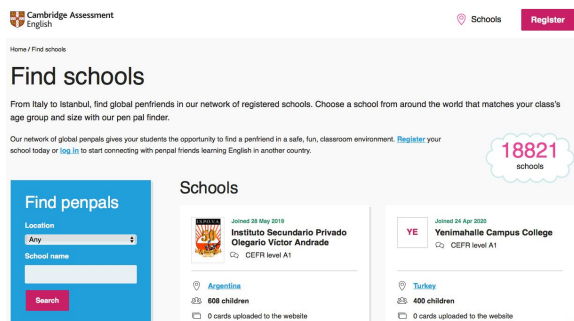 Cambridge Assessment
English
Schools
Register
Home / Find schools
Find schools
From Italy to Istanbul, find global penfriends in our network of registered schools. Choose a school from around the world that matches your class's
age group and size with our pen pal finder.
Our network of global penpals gives your students the opportunity to find a penfriend in a safe, fun, classroom environment. Register your
school today or log in to start connecting with penpal friends learning English in another country.
18821
schools
Find penpals
Location
Any
School name
Search
Schools
I S P O V A
50
Joined 28 May 2019
Instituto Secundario Privado
Olegario Víctor Andrade
CEFR level A1
Argentina
608 children
0 cards uploaded to the website
YE
Joined 24 Apr 2020
Yenimahalle Campus College
CEFR level A1
Turkey
400 children
0 cards uploaded to the website